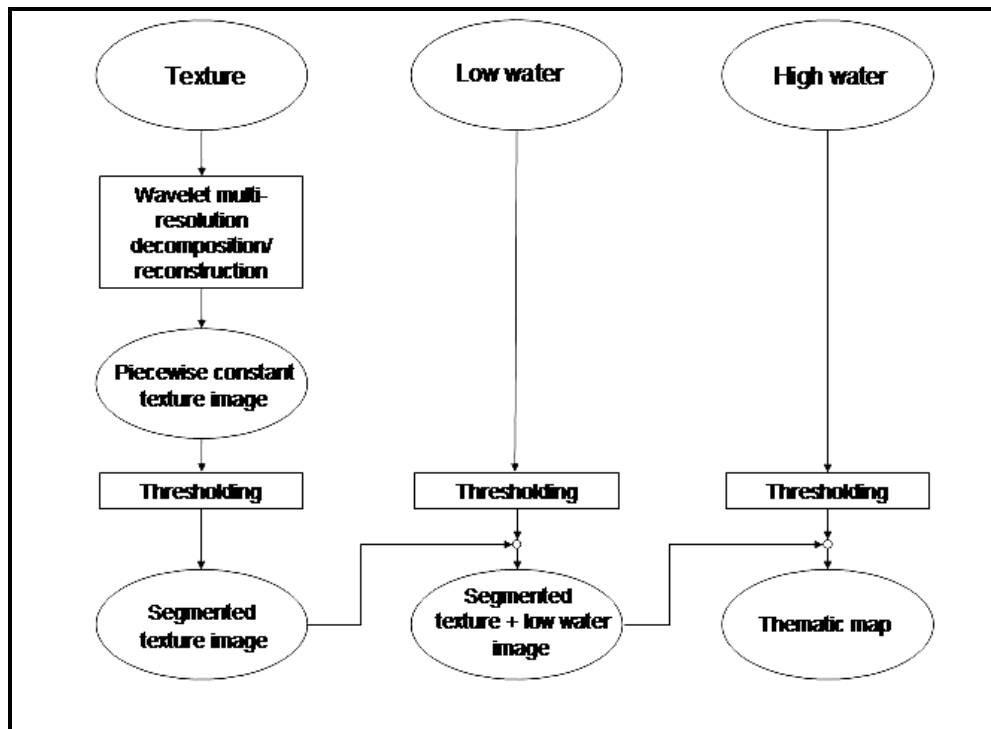 Texture
Low water
High water
Wavelet multi-
resolution
decomposition/
reconstruction
Piecewise constant
texture image
Thresholding
Thresholding
Thresholding
Segmented
texture image
Segmented
texture + low water
image
Thematic map